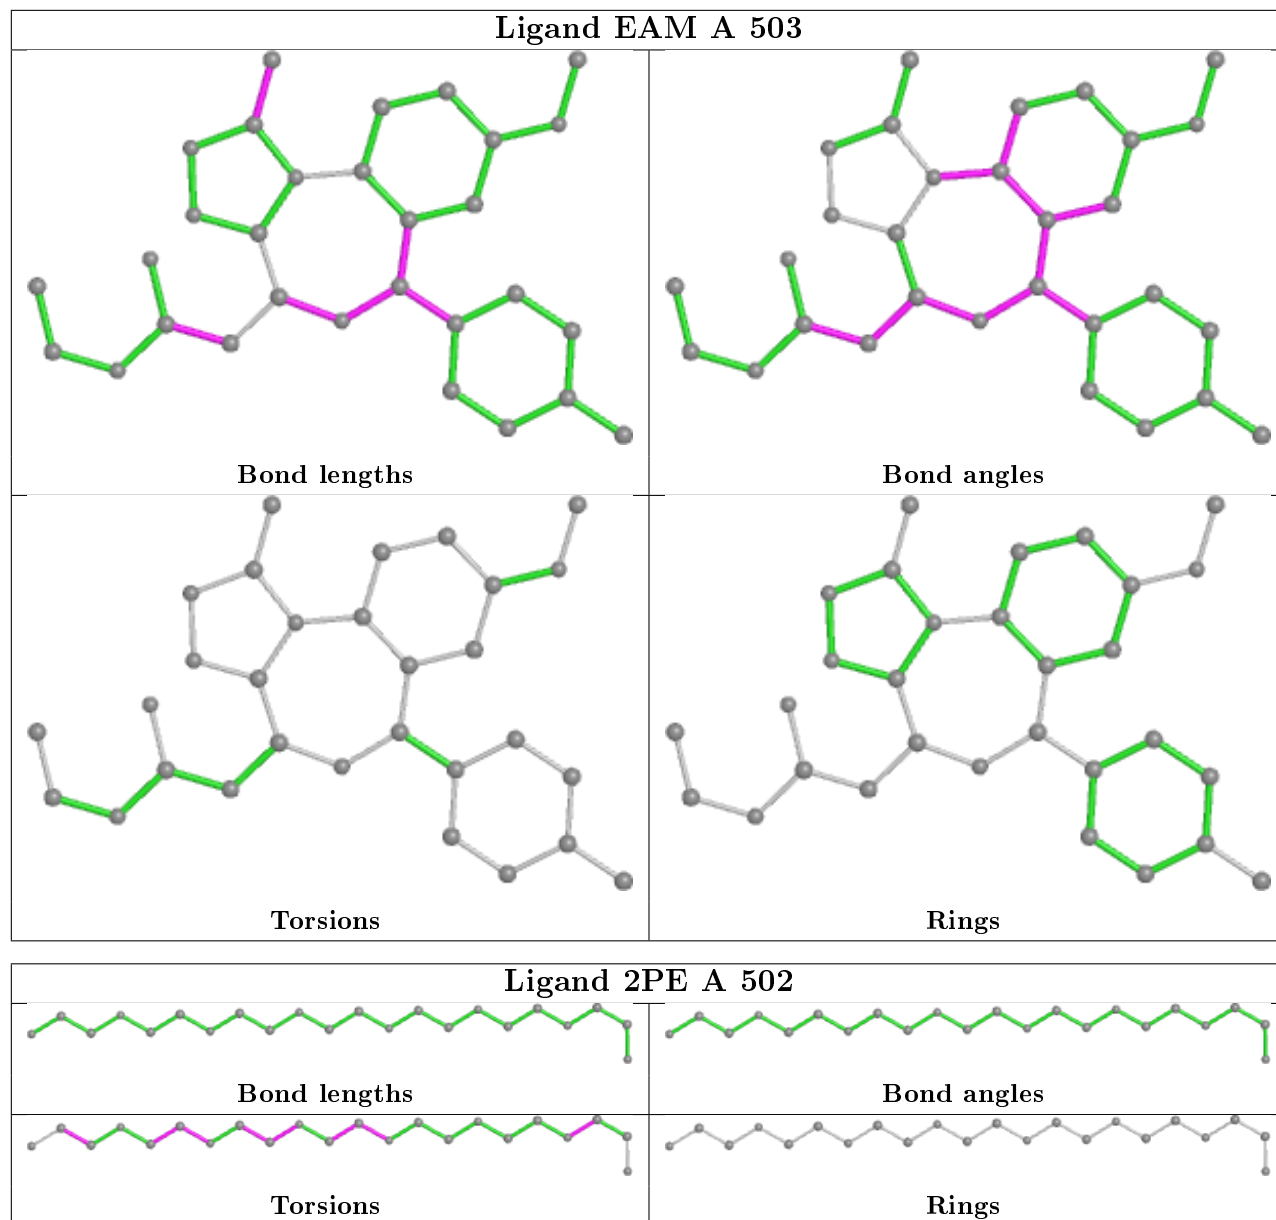 Ligand EAM A 503
Bond lengths
Bond angles
Torsions
Rings
Ligand 2PE A 502
Bond lengths
Bond angles
Torsions
Rings